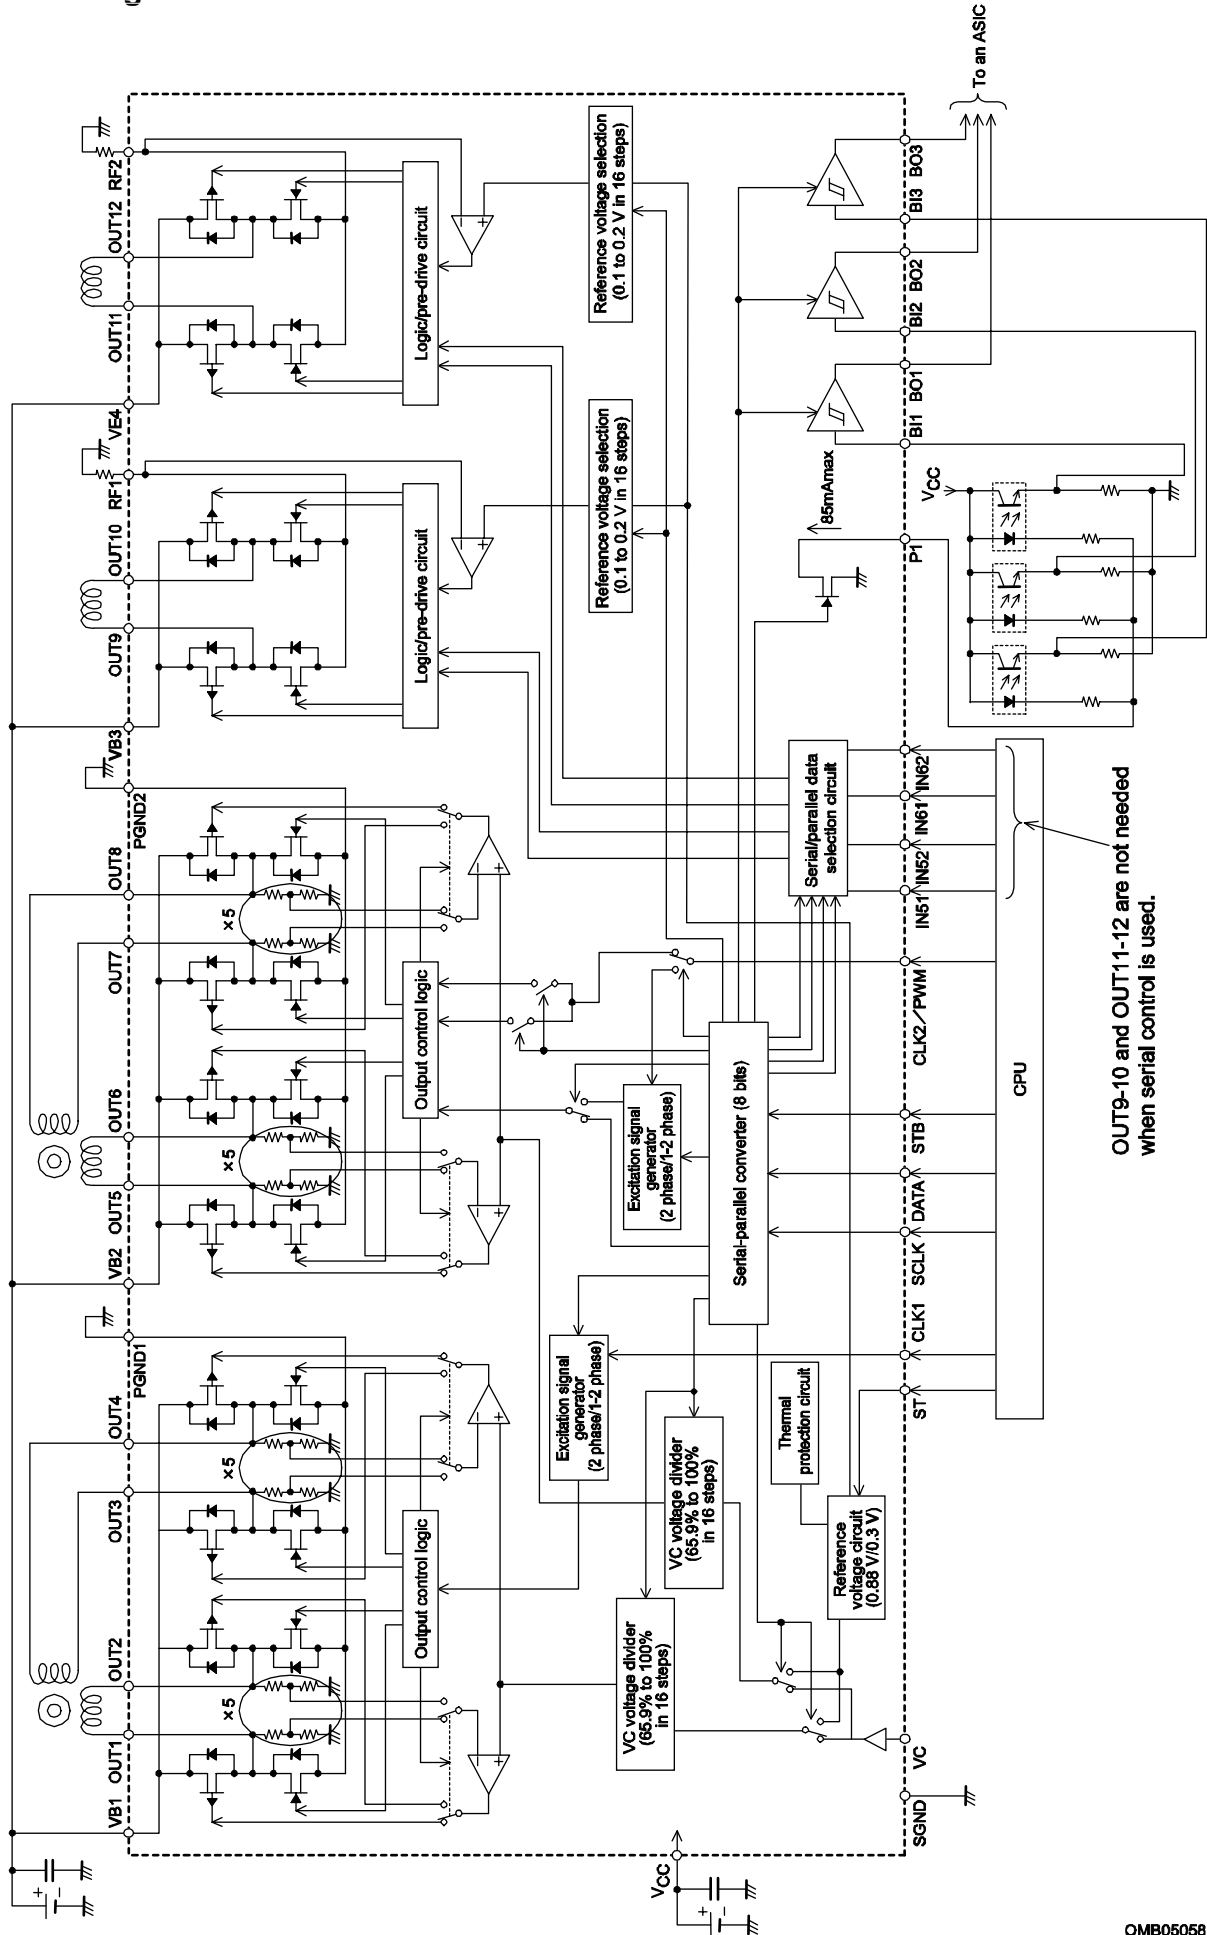 VB1
OUT1
OUT2
OUT3
OUT4
PGND1
VB2
OUT5
OUT6
OUT7
OUT8
PGND2
VB3
OUT9
OUT10
RF1
VE4
OUT11
OUT12
RF2
+
−
×5
×5
×5
×5
Output control logic
Output control logic
Logic/pre-drive circuit
Logic/pre-drive circuit
−
+
−
+
−
+
−
+
−
+
−
+
Excitation signal
generator
(2 phase/1-2 phase)
Excitation signal
generator
(2 phase/1-2 phase)
Reference voltage selection
(0.1 to 0.2 V in 16 steps)
Reference voltage selection
(0.1 to 0.2 V in 16 steps)
VC voltage divider
(65.9% to 100%
in 16 steps)
VC voltage divider
(65.9% to 100%
in 16 steps)
Serial-parallel converter (8 bits)
Serial/parallel data
selection circuit
Thermal
protection circuit
Reference
voltage circuit
(0.88 V/0.3 V)
85mAmax
VCC
+
−
SGND
VC
ST
CLK1
SCLK
DATA
STB
CLK2/PWM
IN51
IN52
IN61
IN62
P1
BI1
BO1
BI2
BO2
BI3
BO3
VCC
To an ASIC
CPU
OUT9-10 and OUT11-12 are not needed
when serial control is used.
OMB05058